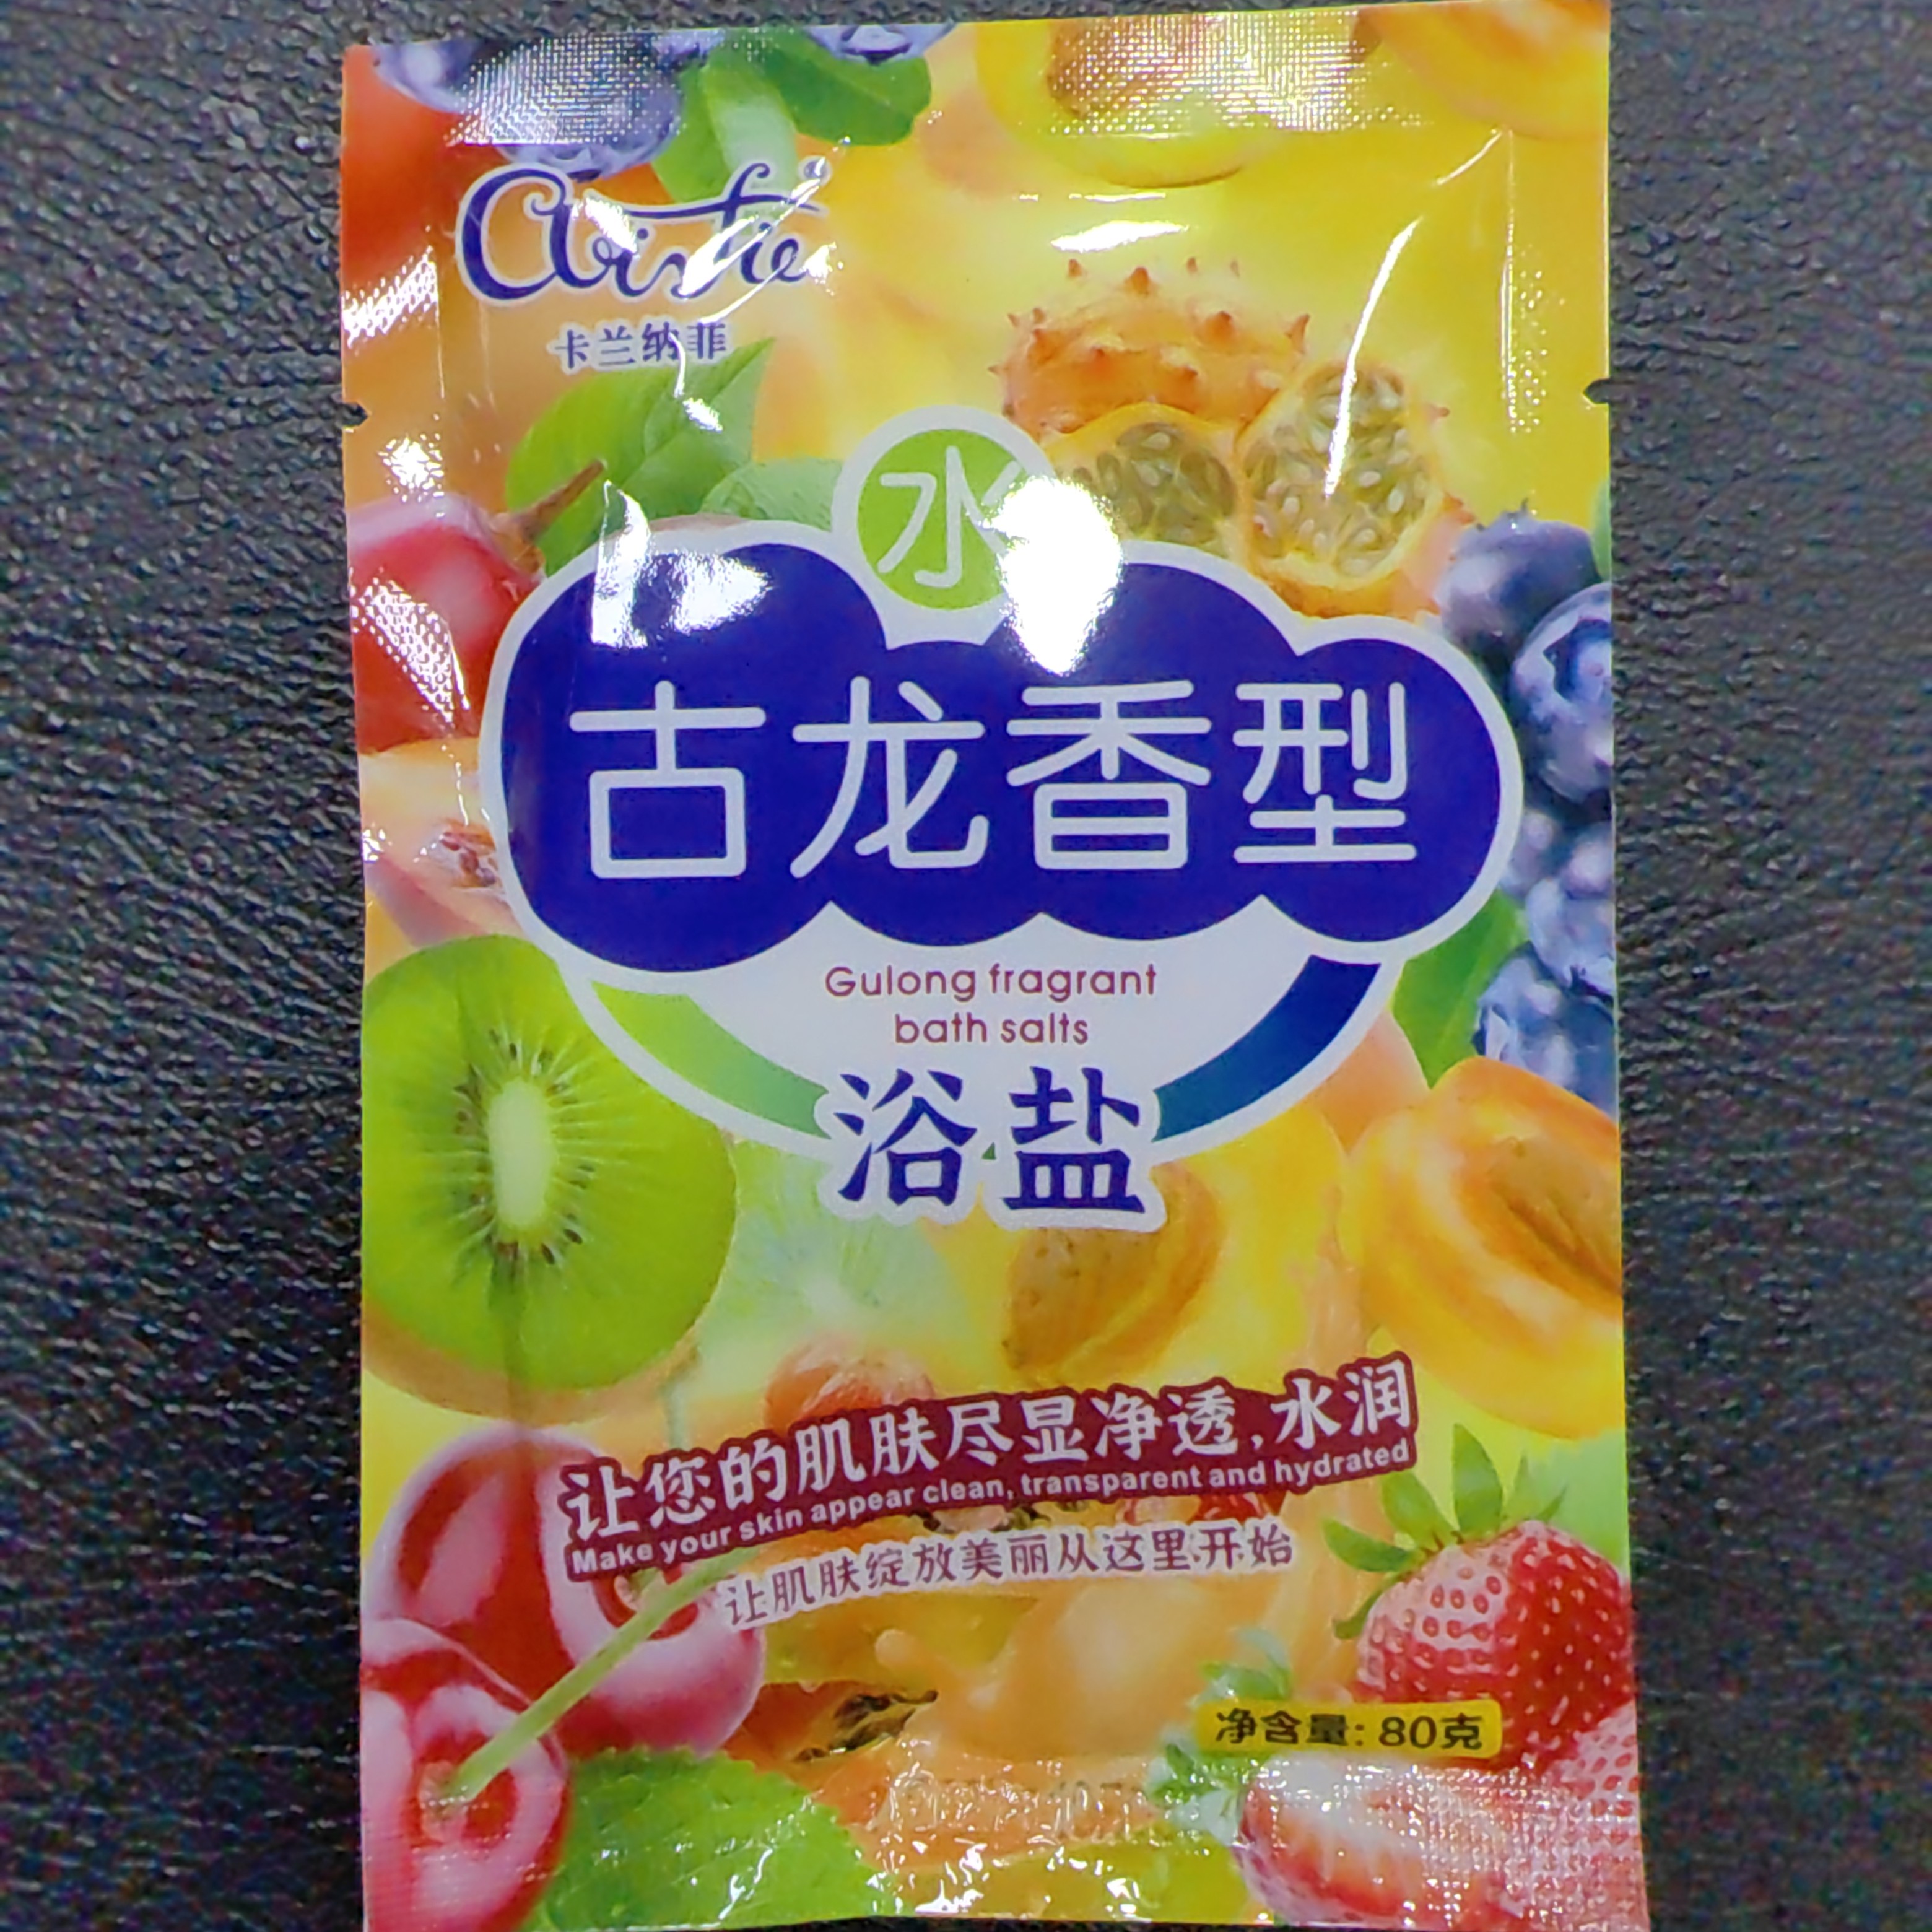 卡兰纳菲
水
古龙香型
Gulong fragrant
bath salts
浴盐
让您的肌肤尽显净透,水润
Make your skin appear clean, transparent and hydrated
让肌肤绽放美丽从这里开始
净含量: 80克